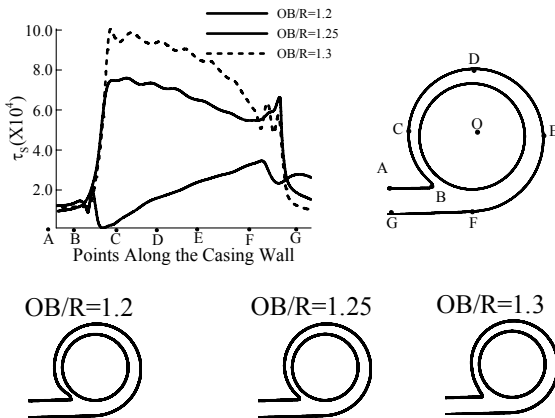 OB/R=1.2
OB/R=1.25
OB/R=1.3
10.0
8.0
6.0
4.0
2.0
τS(X10⁴)
A B C D E F G
Points Along the Casing Wall
D
C
O
E
A
B
G
F
OB/R=1.2
OB/R=1.25
OB/R=1.3